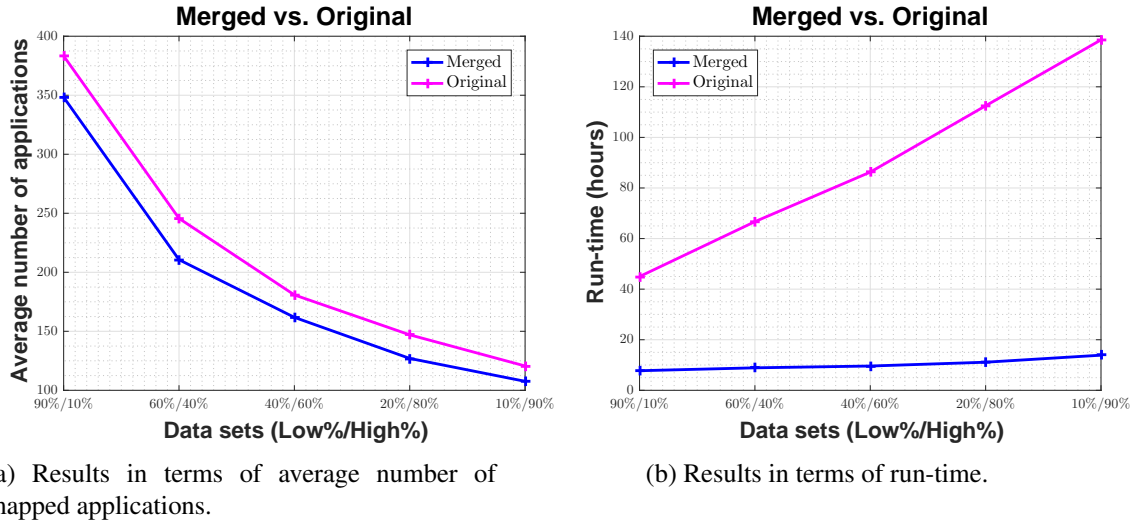 Merged vs. Original
400
350
300
250
200
150
100
Average number of applications
Merged
Original
90%/10%
60%/40%
40%/60%
20%/80%
10%/90%
Data sets (Low%/High%)
a) Results in terms of average number of
mapped applications.
Merged vs. Original
140
120
100
80
60
40
20
0
Run-time (hours)
Merged
Original
90%/10%
60%/40%
40%/60%
20%/80%
10%/90%
Data sets (Low%/High%)
(b) Results in terms of run-time.